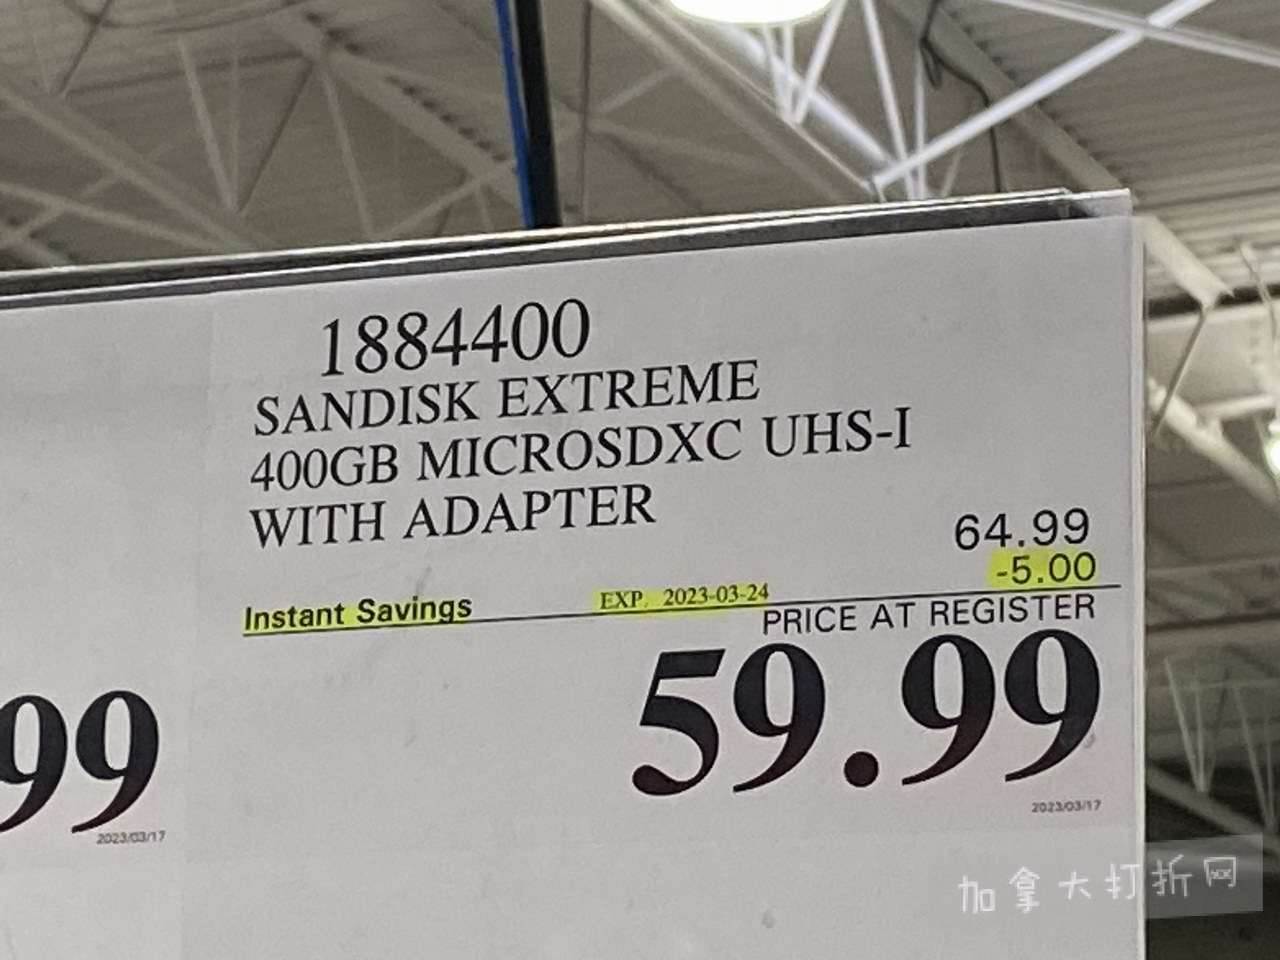 1884400
SANDISK EXTREME
400GB MICROSDXC UHS-I
WITH ADAPTER
64.99
-5.00
Instant Savings EXP. 2023-03-24
PRICE AT REGISTER
59.99
2023/03/17
99
2023/03/17
加拿大打折网